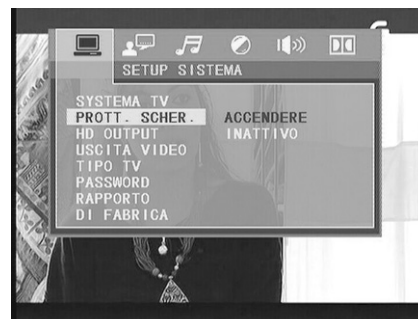 SETUP SISTEMA
SYSTEMA TV
PROTT. SCHER. ACCENDERE
HD OUTPUT INATTIVO
USCITA VIDEO
TIPO TV
PASSWORD
RAPPORTO
DI FABRICA